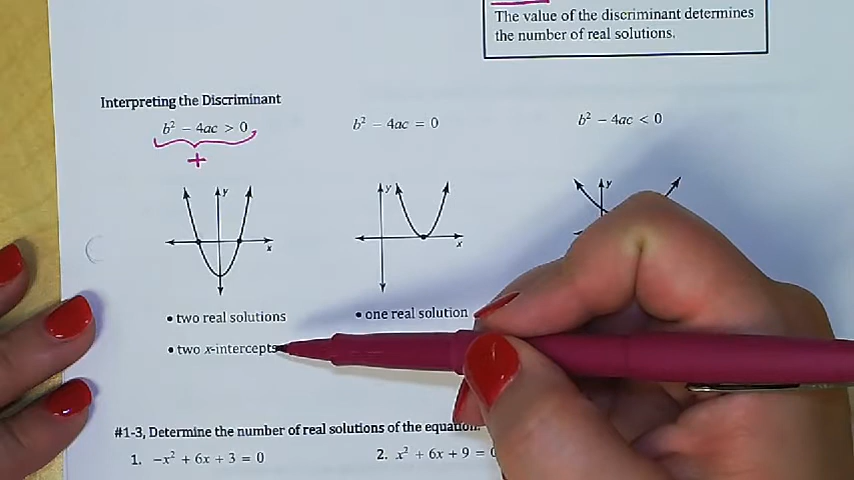 The value of the discriminant determines
the number of real solutions.
Interpreting the Discriminant
b² − 4ac > 0
b² − 4ac = 0
b² − 4ac < 0
+
y
x
y
x
y
• two real solutions
• one real solution
• two x-intercepts
#1-3, Determine the number of real solutions of the equation.
1. −x² + 6x + 3 = 0
2. x² + 6x + 9 = 0